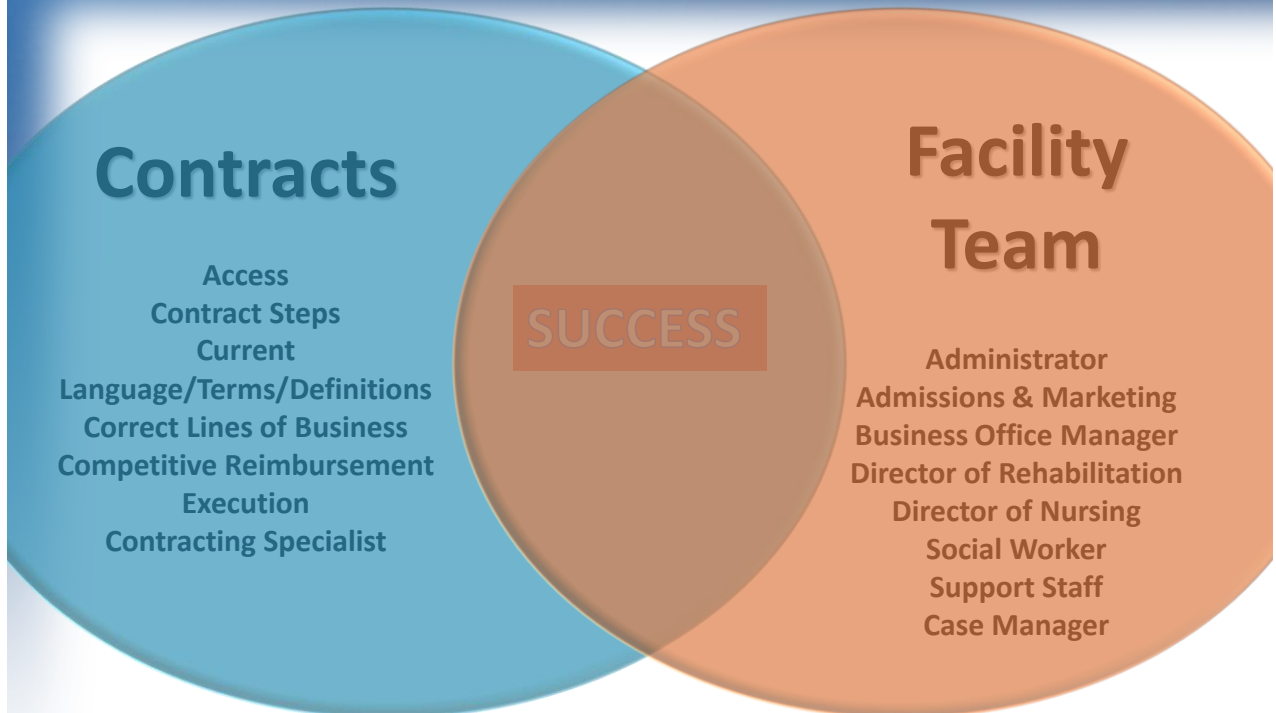 Contracts
Access
Contract Steps
Current
Language/Terms/Definitions
Correct Lines of Business
Competitive Reimbursement
Execution
Contracting Specialist
SUCCESS
Facility
Team
Administrator
Admissions & Marketing
Business Office Manager
Director of Rehabilitation
Director of Nursing
Social Worker
Support Staff
Case Manager